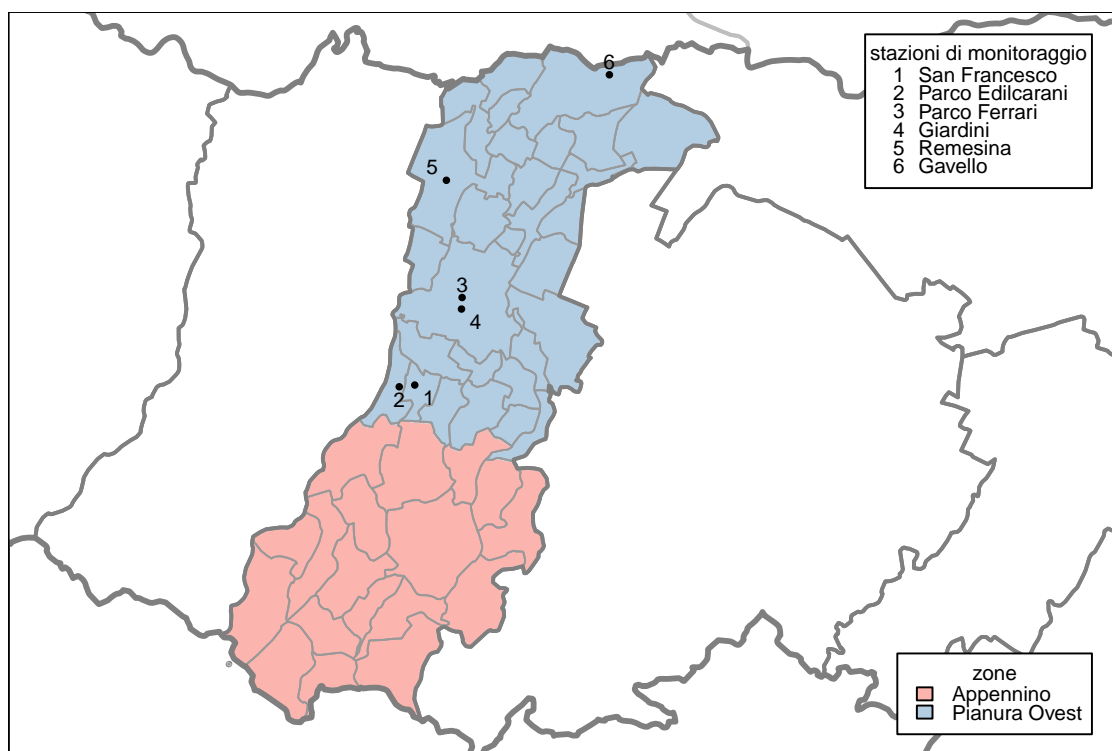 6
stazioni di monitoraggio
1 San Francesco
2 Parco Edilcarani
3 Parco Ferrari
4 Giardini
5 Remesina
6 Gavello
5
3
4
2 1
zone
Appennino
Pianura Ovest